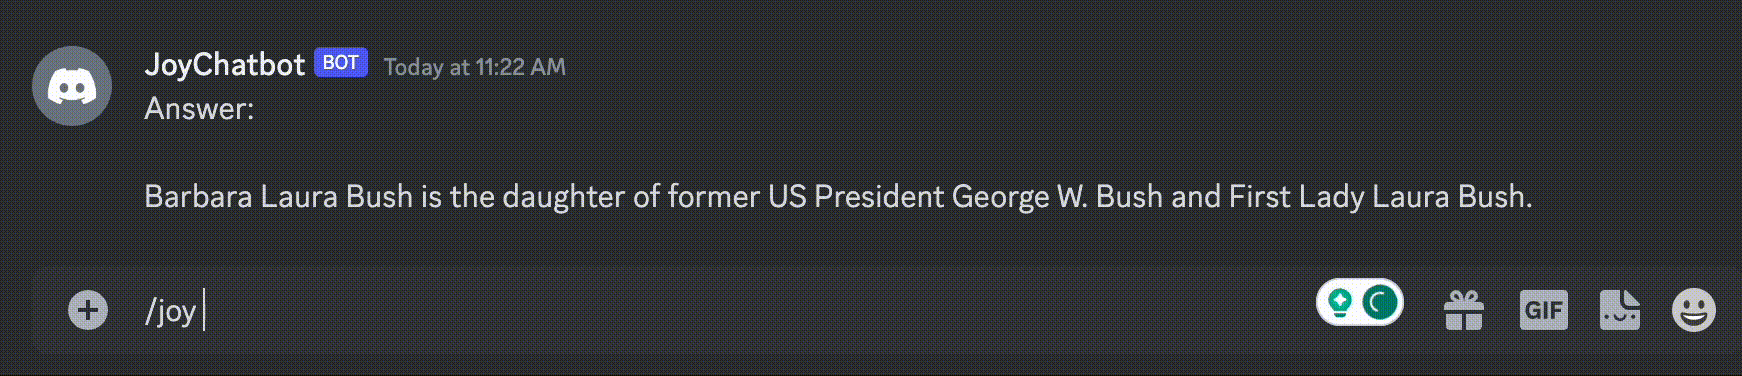 JoyChatbot BOT Today at 11:22 AM
Answer:
Barbara Laura Bush is the daughter of former US President George W. Bush and First Lady Laura Bush.
/joy
GIF